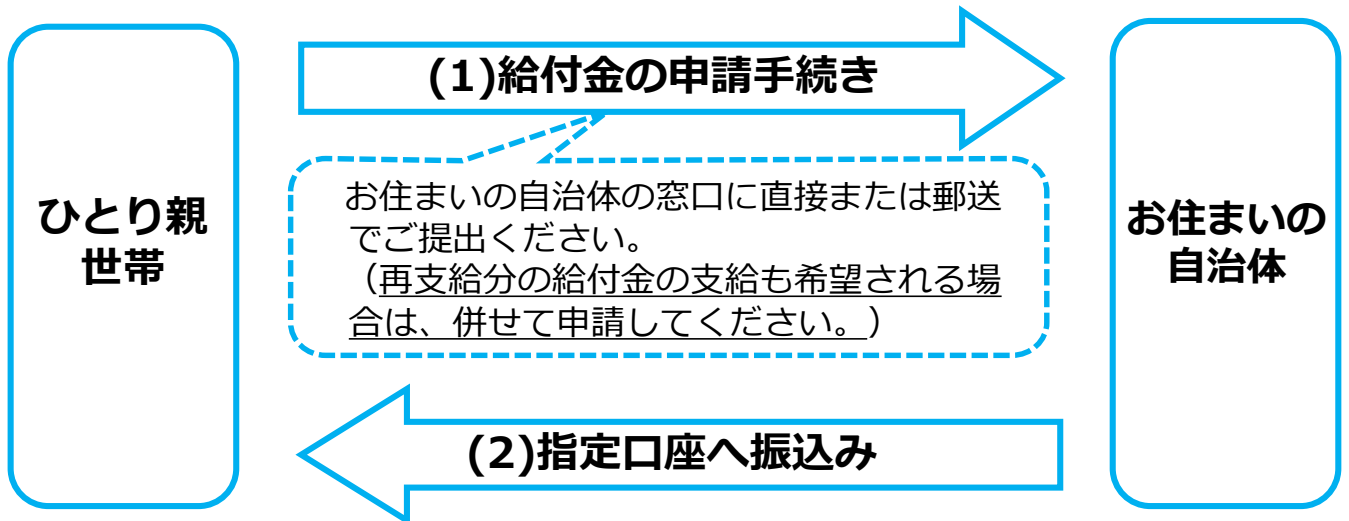 (1)給付金の申請手続き
ひとり親
世帯
お住まいの自治体の窓口に直接または郵送
でご提出ください。
（再支給分の給付金の支給も希望される場
合は、併せて申請してください。）
お住まいの
自治体
(2)指定口座へ振込み